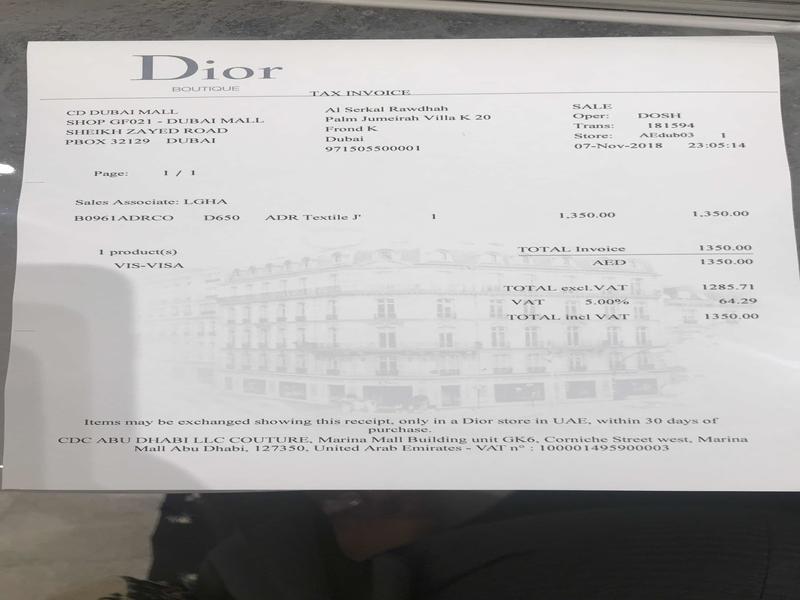 Dior
BOUTIQUE
TAX INVOICE
CD DUBAI MALL
SHOP GF021 - DUBAI MALL
SHEIKH ZAYED ROAD
PBOX 32129 DUBAI
Al Serkal Rawdhah
Palm Jumeirah Villa K 20
Frond K
Dubai
971505500001
SALE
Oper: DOSH
Trans: 181594
Store: AEdub03 1
07-Nov-2018 23:05:14
Page: 1 / 1
Sales Associate: LGHA
B0961ADRCO D650 ADR Textile J' 1 1,350.00 1,350.00
1 product(s) TOTAL Invoice 1350.00
VIS-VISA AED 1350.00
TOTAL excl.VAT 1285.71
VAT 5.00% 64.29
TOTAL incl VAT 1350.00
Items may be exchanged showing this receipt, only in a Dior store in UAE, within 30 days of
purchase.
CDC ABU DHABI LLC COUTURE, Marina Mall Building unit GK6, Corniche Street west, Marina
Mall Abu Dhabi, 127350, United Arab Emirates - VAT n° : 100001495900003